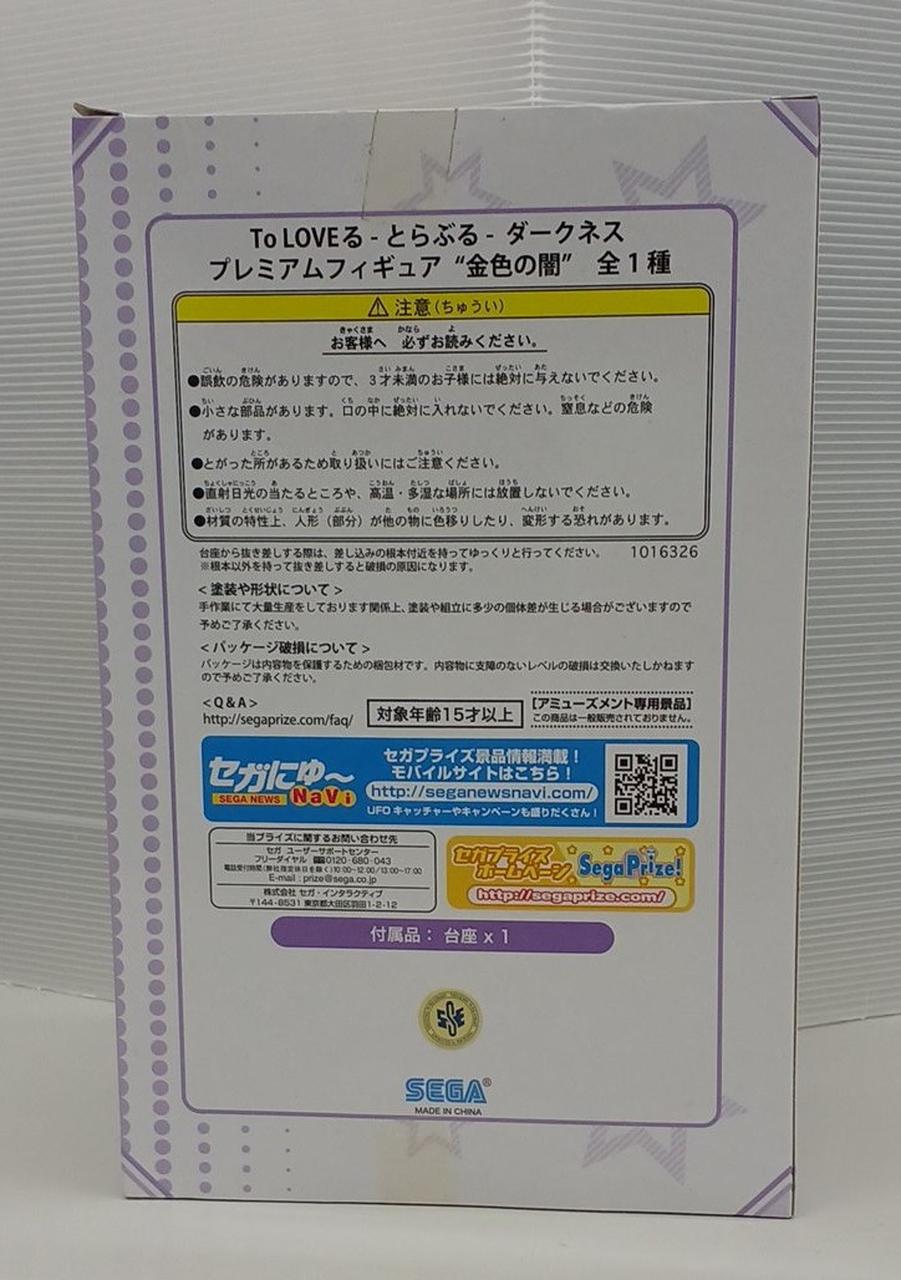 To LOVEる - とらぶる - ダークネス
プレミアムフィギュア “金色の闇” 全１種
⚠注意(ちゅうい)
お客様へ 必ずお読みください。
●誤飲の危険がありますので、３才未満のお子様には絶対に与えないでください。
●小さな部品があります。口の中に絶対に入れないでください。窒息などの危険
があります。
●とがった所があるため取り扱いにはご注意ください。
●直射日光の当たるところや、高温・多湿な場所には放置しないでください。
●材質の特性上、人形（部分）が他の物に色移りしたり、変形する恐れがあります。
台座から抜き差しする際は、差し込みの根本付近を持ってゆっくりと行ってください。 1016326
※根本以外を持って抜き差しすると破損の原因になります。
＜塗装や形状について＞
手作業にて大量生産をしております関係上、塗装や組立に多少の個体差が生じる場合がございますので
予めご了承ください。
＜パッケージ破損について＞
パッケージは内容物を保護するための梱包材です。内容物に支障のないレベルの破損は交換いたしかねます
ので予めご了承ください。
＜Q&A＞
http://segaprize.com/faq/
対象年齢15才以上
【アミューズメント専用景品】
この商品は一般販売されておりません。
セガにゅ〜
SEGA NEWS NaVi
セガプライズ景品情報満載！
モバイルサイトはこちら！
http://seganewsnavi.com/
UFOキャッチャーやキャンペーンも盛りだくさん！
当プライズに関するお問い合わせ先
セガ ユーザーサポートセンター
フリーダイヤル 0120-680-043
電話受付時間(弊社指定休日を除く)10:00~12:00/13:00~17:00
E-mail : prize@sega.co.jp
株式会社 セガ・インタラクティブ
〒144-8531 東京都大田区羽田1-2-12
セガプライズ
ホームページ
SegaPrize!
http://segaprize.com/
付属品： 台座 x 1
SEGA®
MADE IN CHINA